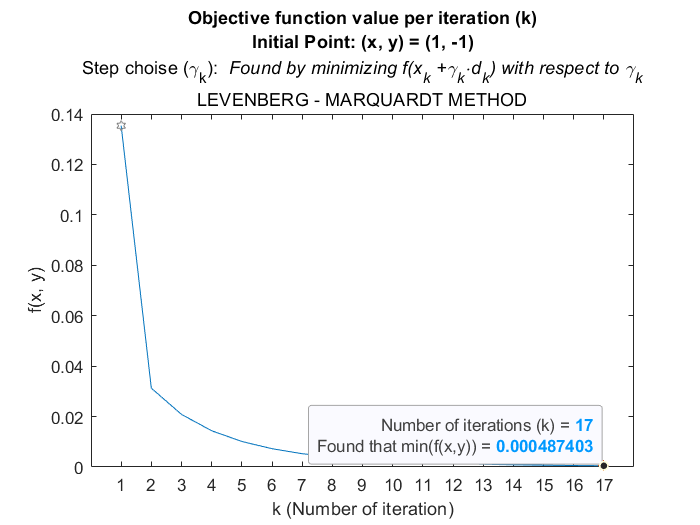 Objective function value per iteration (k)
Initial Point: (x, y) = (1, -1)
Step choise (γk): Found by minimizing f(xk +γk·dk) with respect to γk
LEVENBERG - MARQUARDT METHOD
0.14
0.12
0.1
0.08
0.06
0.04
0.02
0
f(x, y)
Number of iterations (k) = 17
Found that min(f(x,y)) = 0.000487403
1 2 3 4 5 6 7 8 9 10 11 12 13 14 15 16 17
k (Number of iteration)